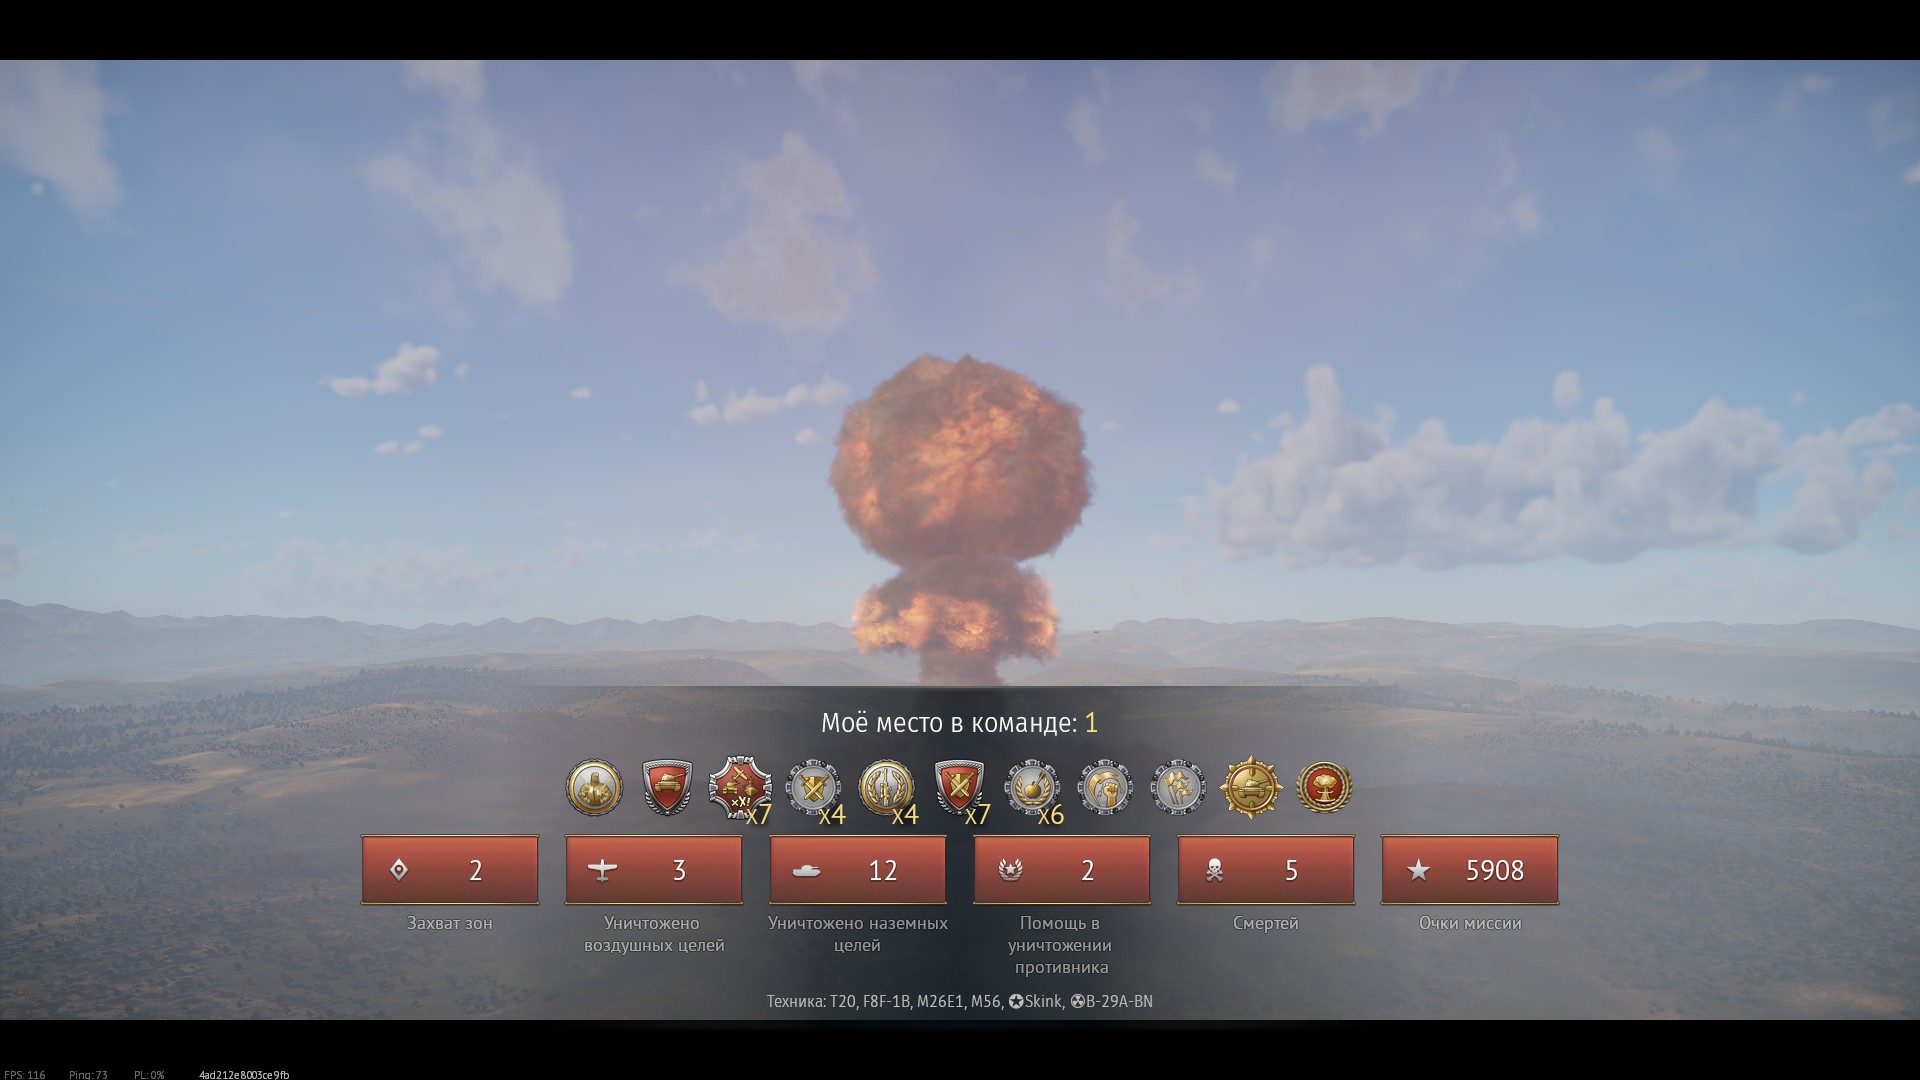 Моё место в команде: 1
x7 x4 x4 x7 x6
2 3 12 2 5 5908
Захват зон
Уничтожено
воздушных целей
Уничтожено наземных
целей
Помощь в
уничтожении
противника
Смертей
Очки миссии
Техника: T20, F8F-1B, M26E1, M56, ✪Skink, ☢B-29A-BN
FPS: 116 Ping: 73 PL: 0% 4ad212e8003ce9fb